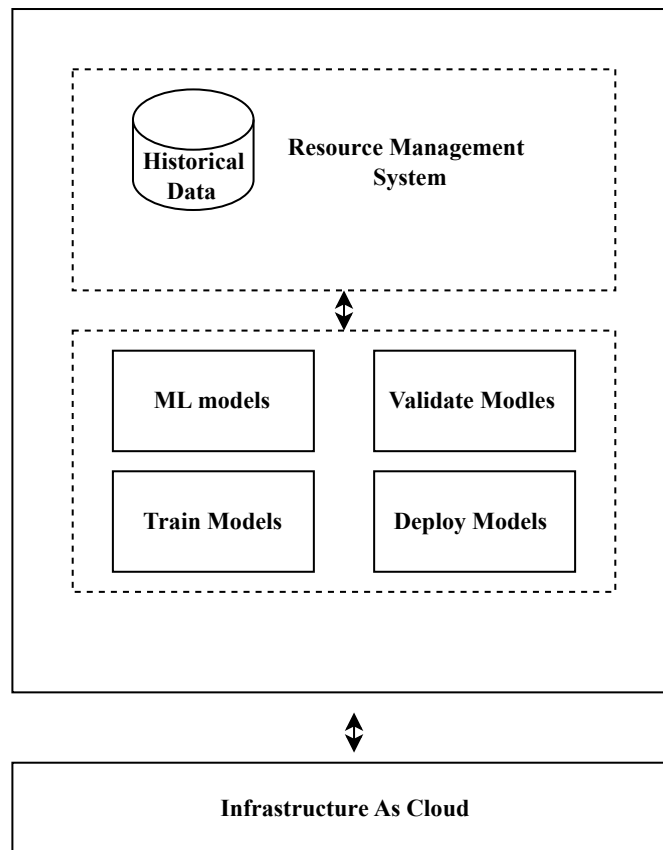 Historical
Data
Resource Management
System
ML models
Validate Modles
Train Models
Deploy Models
Infrastructure As Cloud